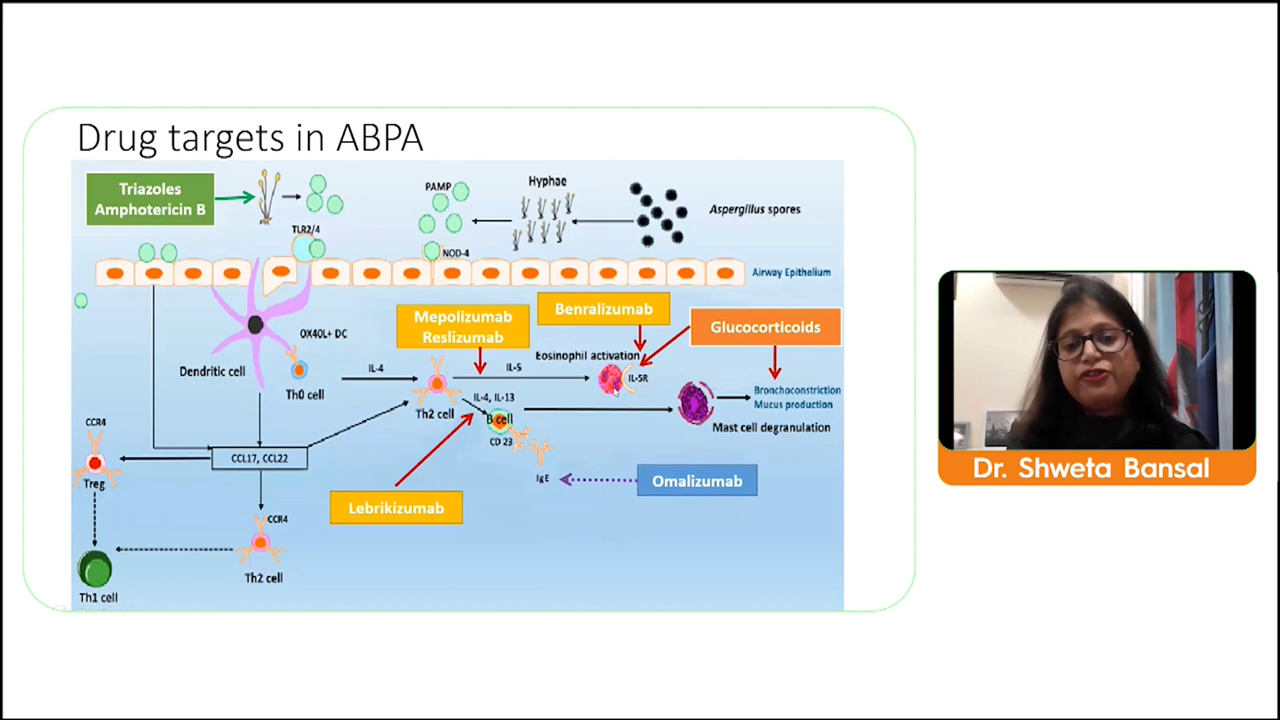 Drug targets in ABPA
Triazoles
Amphotericin B
PAMP
Hyphae
Aspergillus spores
TLR2/4
NOD-4
Airway Epithelium
Mepolizumab
Reslizumab
Benralizumab
Glucocorticoids
OX40L+ DC
Dendritic cell
Th0 cell
IL-4
IL-5
Eosinophil activation
IL-5R
Th2 cell
IL-4, IL-13
B cell
CD 23
Bronchoconstriction
Mucus production
Mast cell degranulation
CCR4
Treg
CCL17, CCL22
IgE
Omalizumab
Lebrikizumab
CCR4
Th2 cell
Th1 cell
Dr. Shweta Bansal